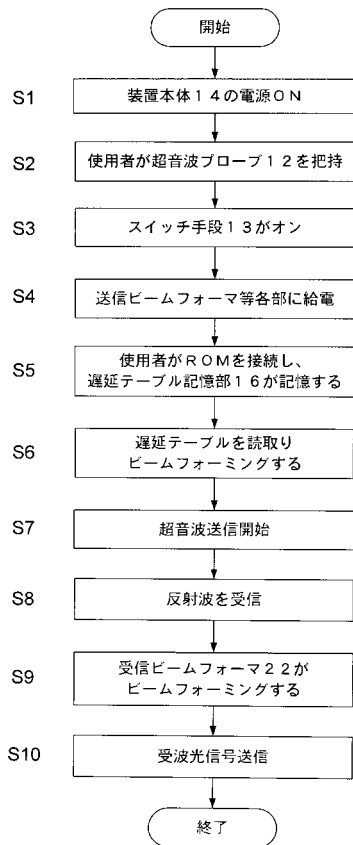 開始
S1
装置本体14の電源ON
S2
使用者が超音波プローブ12を把持
S3
スイッチ手段13がオン
S4
送信ビームフォーマ等各部に給電
S5
使用者がROMを接続し、
遅延テーブル記憶部16が記憶する
S6
遅延テーブルを読取り
ビームフォーミングする
S7
超音波送信開始
S8
反射波を受信
S9
受信ビームフォーマ22が
ビームフォーミングする
S10
受波光信号送信
終了